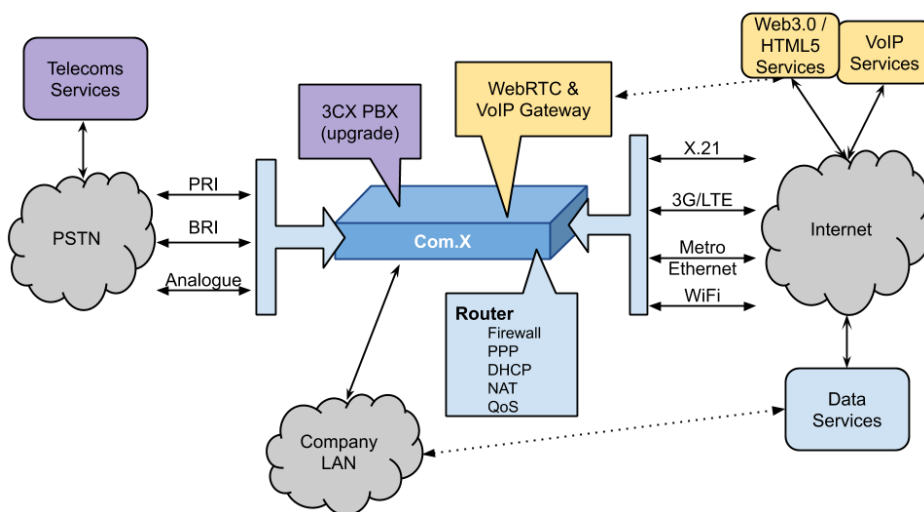 Telecoms
Services
3CX PBX
(upgrade)
WebRTC &
VoIP Gateway
Web3.0 /
HTML5
Services
VoIP
Services
PSTN
PRI
BRI
Analogue
Com.X
X.21
3G/LTE
Metro
Ethernet
WiFi
Internet
Router
Firewall
PPP
DHCP
NAT
QoS
Company
LAN
Data
Services